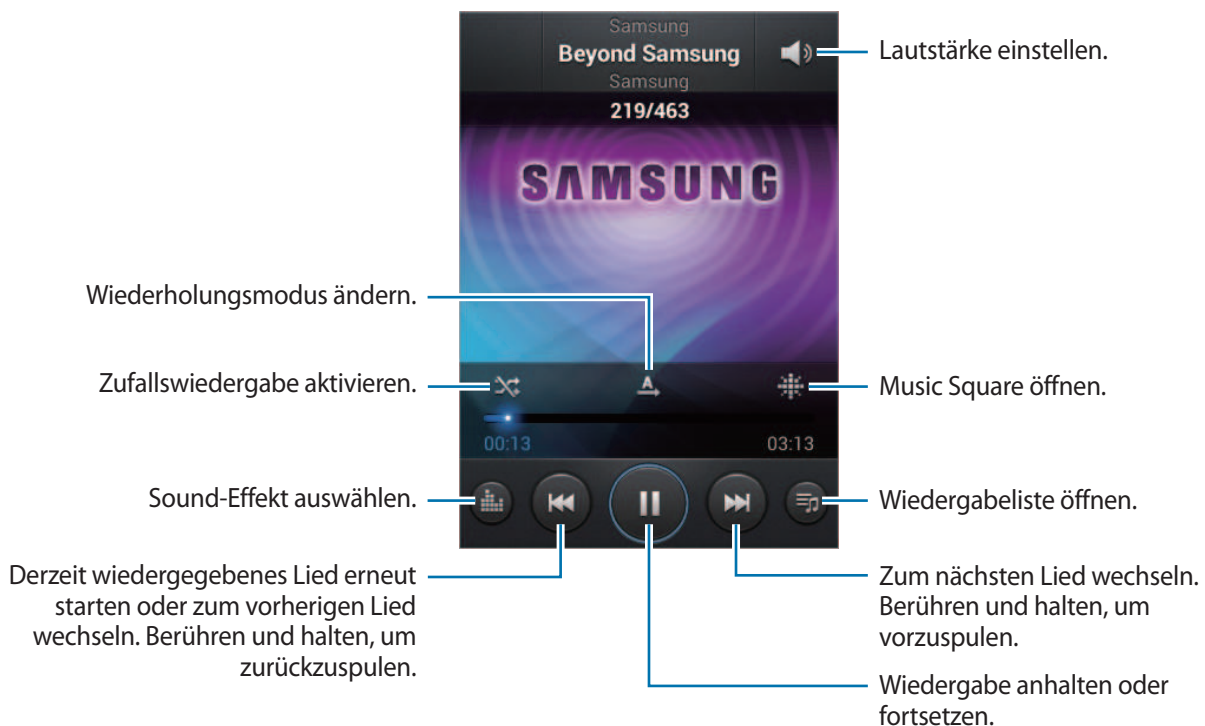 Samsung
Beyond Samsung
Samsung
219/463
Lautstärke einstellen.
SAMSUNG
Wiederholungsmodus ändern.
Zufallswiedergabe aktivieren.
A
Music Square öffnen.
00:13
03:13
Sound-Effekt auswählen.
Wiedergabeliste öffnen.
Derzeit wiedergegebenes Lied erneut
starten oder zum vorherigen Lied
wechseln. Berühren und halten, um
zurückzuspulen.
Zum nächsten Lied wechseln.
Berühren und halten, um
vorzuspulen.
Wiedergabe anhalten oder
fortsetzen.